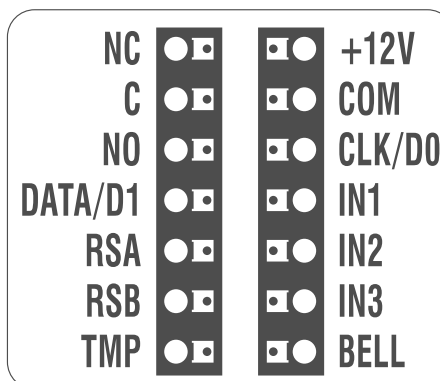 NC +12V
C COM
NO CLK/D0
DATA/D1 IN1
RSA IN2
RSB IN3
TMP BELL